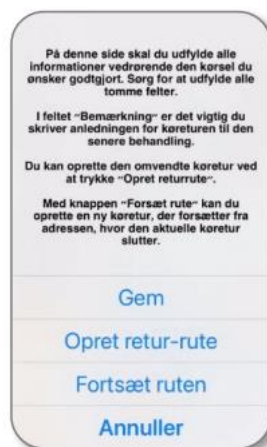 På denne side skal du udfylde alle
informationer vedrørende den kørsel du
ønsker godtgjort. Sørg for at udfylde alle
tomme felter.
I feltet "Bemærkning" er det vigtig du
skriver anledningen for køreturen til den
senere behandling.
Du kan oprette den omvendte køretur ved
at trykke "Opret returrute".
Med knappen "Forsæt rute" kan du
oprette en ny køretur, der forsætter fra
adressen, hvor den aktuelle køretur
slutter.
Gem
Opret retur-rute
Fortsæt ruten
Annuller